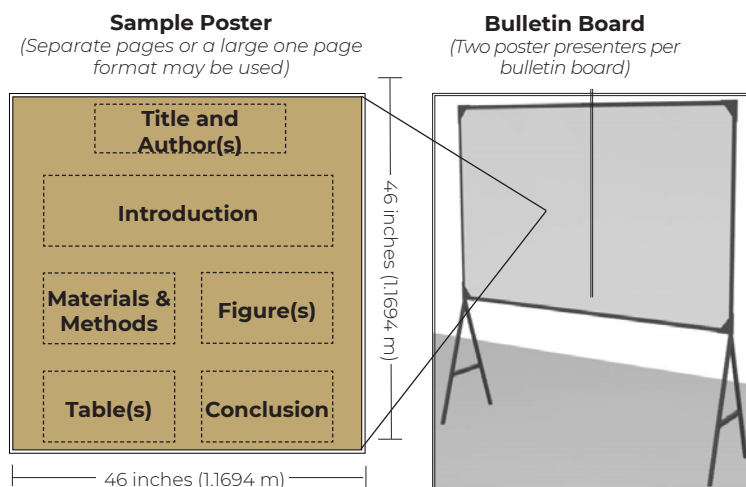 Sample Poster
(Separate pages or a large one page
format may be used)
Title and
Author(s)
Introduction
Materials &
Methods
Figure(s)
Table(s)
Conclusion
46 inches (1.1694 m)
46 inches (1.1694 m)
Bulletin Board
(Two poster presenters per
bulletin board)